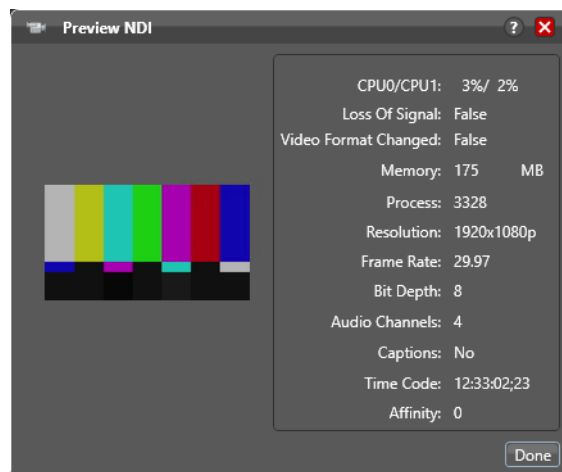 Preview NDI ?
CPU0/CPU1: 3%/ 2%
Loss Of Signal: False
Video Format Changed: False
Memory: 175 MB
Process: 3328
Resolution: 1920x1080p
Frame Rate: 29.97
Bit Depth: 8
Audio Channels: 4
Captions: No
Time Code: 12:33:02;23
Affinity: 0
Done